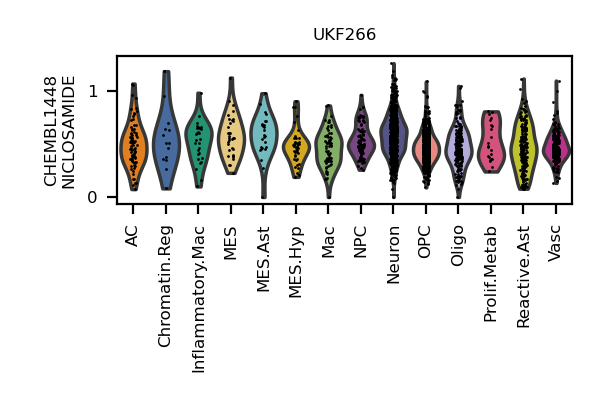 UKF266
CHEMBL1448
NICLOSAMIDE
1
0
AC
Chromatin.Reg
Inflammatory.Mac
MES
MES.Ast
MES.Hyp
Mac
NPC
Neuron
OPC
Oligo
Prolif.Metab
Reactive.Ast
Vasc